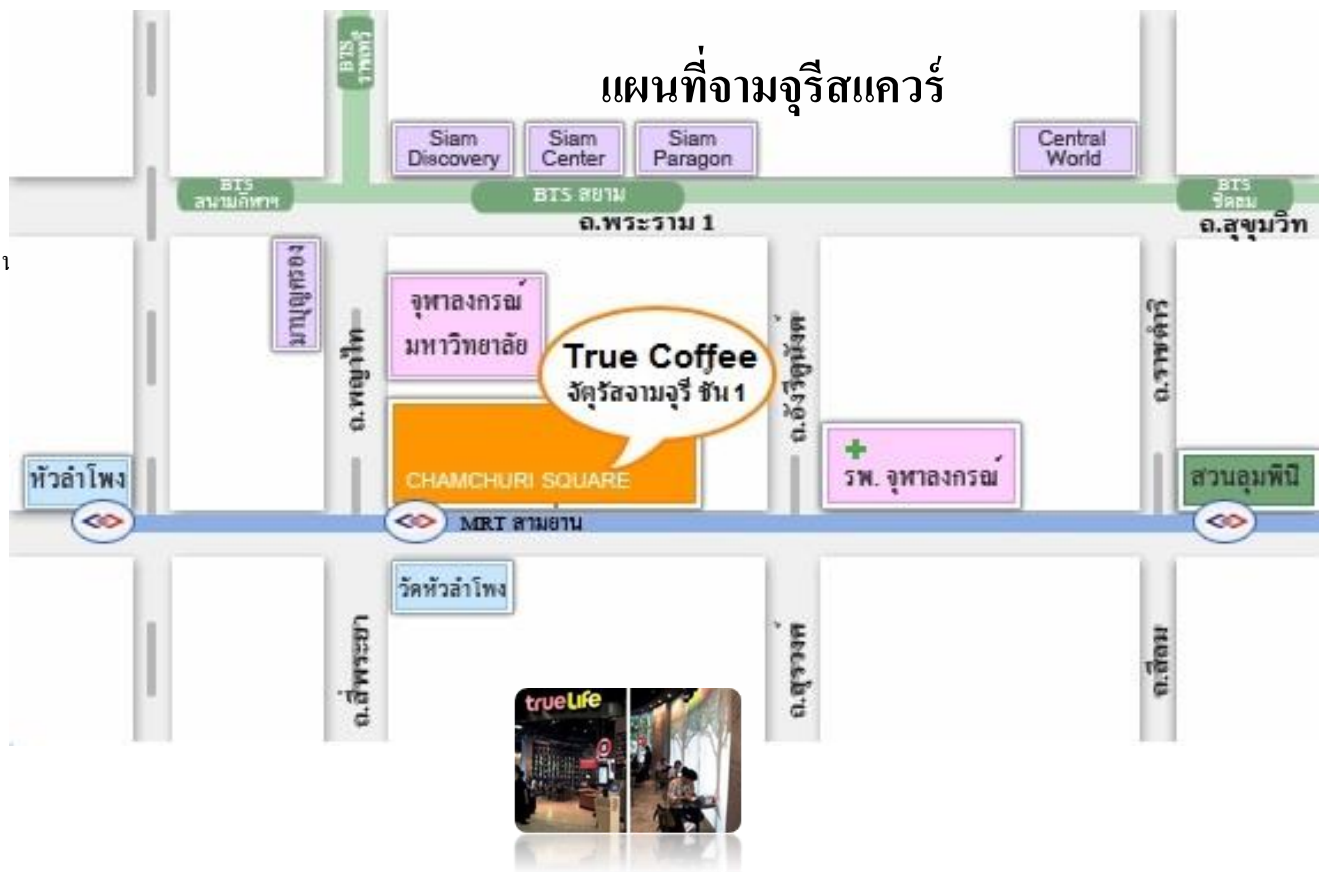 แผนที่จามจุรีสแควร์
BTS
ราชเทวี
Siam
Discovery
Siam
Center
Siam
Paragon
Central
World
BTS
สนามกีฬาฯ
BTS สยาม
BTS
ชิดลม
ถ.พระราม 1
ถ.สุขุมวิท
น
มาบุญครอง
จุฬาลงกรณ์
มหาวิทยาลัย
ถ.พญาไท
True Coffee
จัตุรัสจามจุรี ชั้น 1
ถ.อังรีดูนังต์
ถ.ราชดำริ
หัวลำโพง
CHAMCHURI SQUARE
รพ. จุฬาลงกรณ์
สวนลุมพินี
MRT สามยาน
วัดหัวลำโพง
ถ.สี่พระยา
ถ.สุรวงศ์
ถ.สีลม
truelife